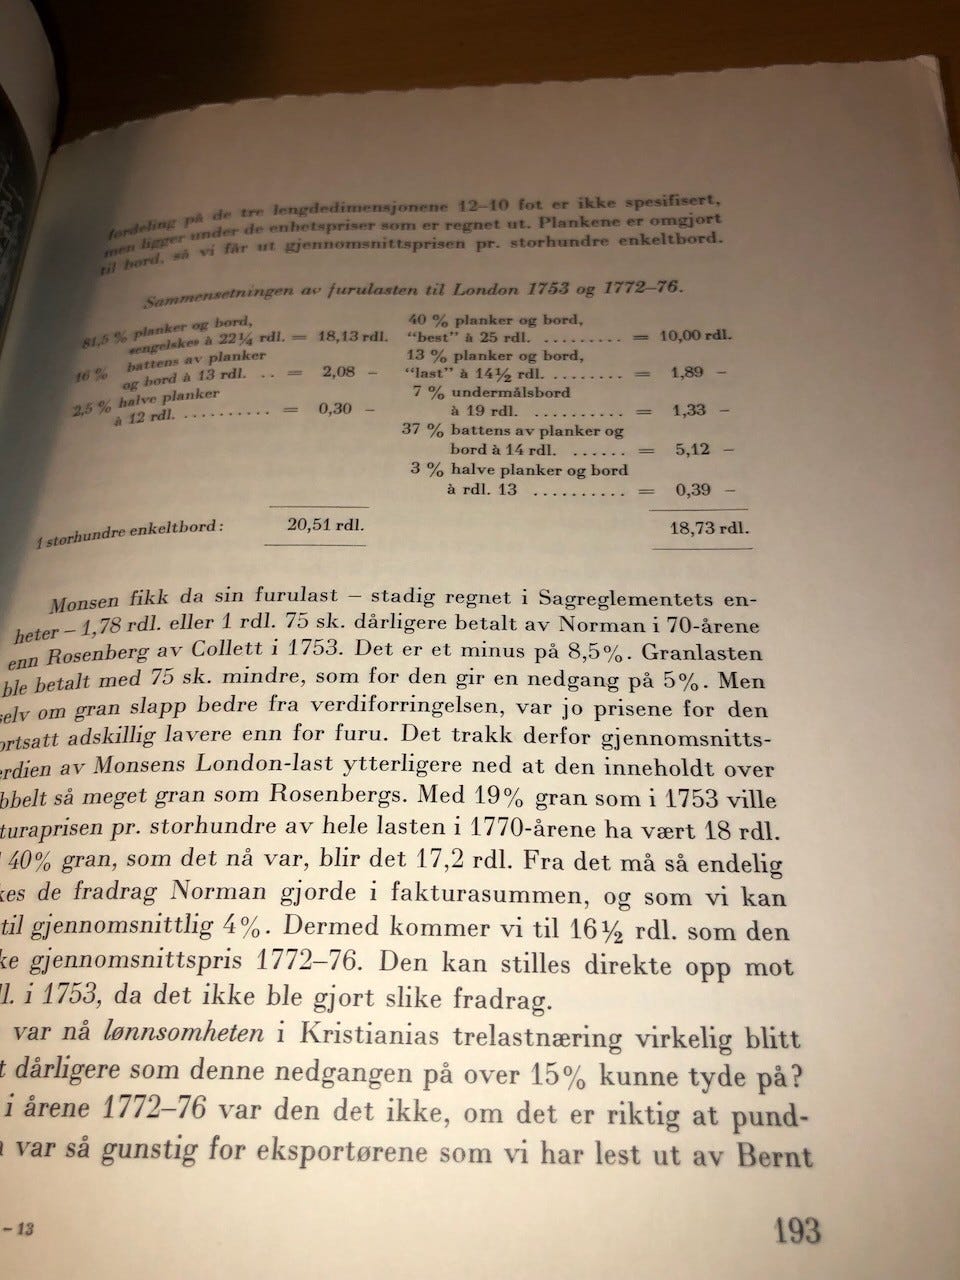 fordeling på de tre lengdedimensjonene 12–10 fot er ikke spesifisert,
men ligger under de enhetspriser som er regnet ut. Plankene er omgjort
til bord, så vi får ut gjennomsnittsprisen pr. storhundre enkeltbord.
Sammensetningen av furulasten til London 1753 og 1772–76.
81,5 % planker og bord,
«engelske» à 22¼ rdl. = 18,13 rdl.
16 % battens av planker
og bord à 13 rdl. .. = 2,08 –
2,5 % halve planker
à 12 rdl. .......... = 0,30 –
40 % planker og bord,
"best" à 25 rdl. ......... = 10,00 rdl.
13 % planker og bord,
"last" à 14½ rdl. ........ = 1,89 –
7 % undermålsbord
à 19 rdl. .......... = 1,33 –
37 % battens av planker og
bord à 14 rdl. ...... = 5,12 –
3 % halve planker og bord
à rdl. 13 .......... = 0,39 –
1 storhundre enkeltbord: 20,51 rdl. 18,73 rdl.
Monsen fikk da sin furulast – stadig regnet i Sagreglementets en-
heter – 1,78 rdl. eller 1 rdl. 75 sk. dårligere betalt av Norman i 70-årene
enn Rosenberg av Collett i 1753. Det er et minus på 8,5%. Granlasten
ble betalt med 75 sk. mindre, som for den gir en nedgang på 5%. Men
selv om gran slapp bedre fra verdiforringelsen, var jo prisene for den
ortsatt adskillig lavere enn for furu. Det trakk derfor gjennomsnitts-
erdien av Monsens London-last ytterligere ned at den inneholdt over
bbelt så meget gran som Rosenbergs. Med 19% gran som i 1753 ville
turaprisen pr. storhundre av hele lasten i 1770-årene ha vært 18 rdl.
40% gran, som det nå var, blir det 17,2 rdl. Fra det må så endelig
kes de fradrag Norman gjorde i fakturasummen, og som vi kan
til gjennomsnittlig 4%. Dermed kommer vi til 16½ rdl. som den
ke gjennomsnittspris 1772–76. Den kan stilles direkte opp mot
l. i 1753, da det ikke ble gjort slike fradrag.
var nå lønnsomheten i Kristianias trelastnæring virkelig blitt
t dårligere som denne nedgangen på over 15% kunne tyde på?
i årene 1772–76 var den det ikke, om det er riktig at pund-
var så gunstig for eksportørene som vi har lest ut av Bernt
– 13
193